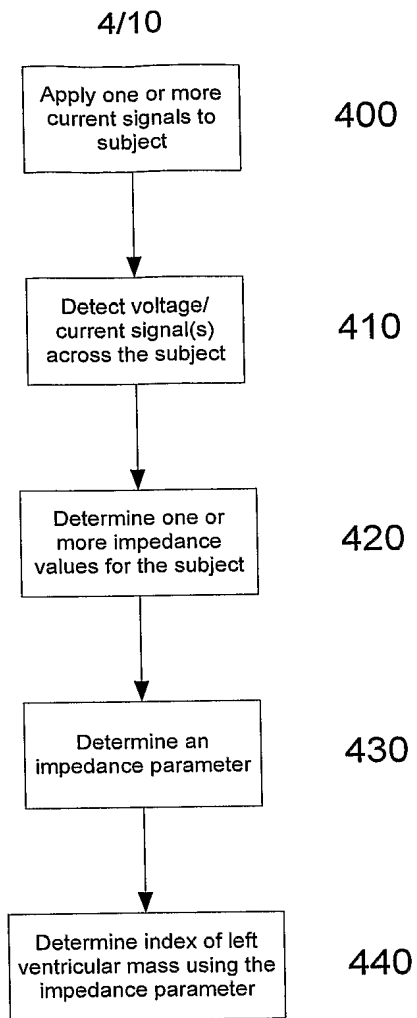 4/10
Apply one or more
current signals to
subject
400
Detect voltage/
current signal(s)
across the subject
410
Determine one or
more impedance
values for the subject
420
Determine an
impedance parameter
430
Determine index of left
ventricular mass using the
impedance parameter
440